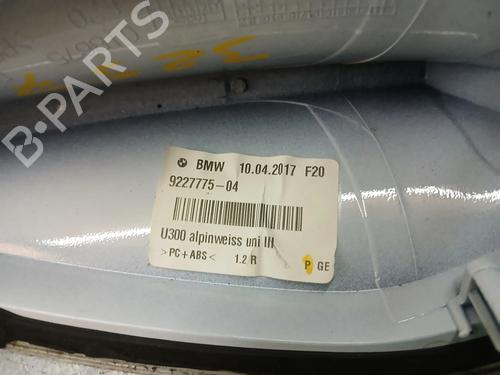 B-PARTS
BMW 10.04.2017 F20
9227775-04
U300 alpinweiss uni III
>PC+ABS< 1.2 R P GE